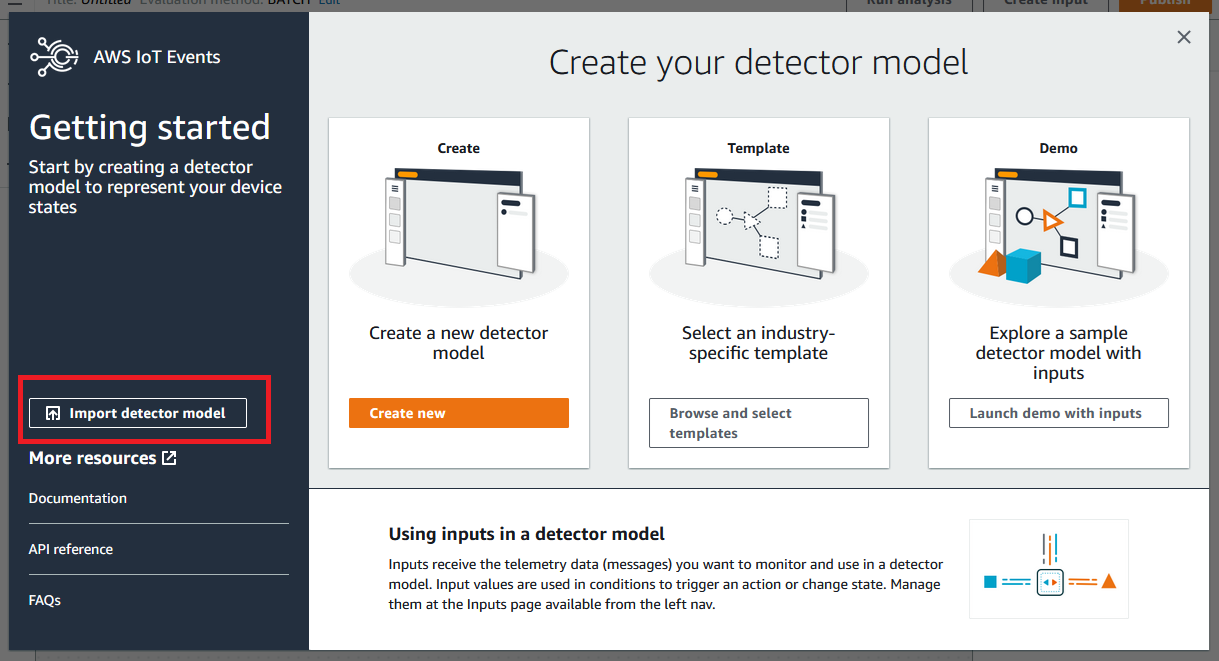 Title: Untitled Evaluation method: BATCH Edit
Run analysis
Create input
Publish
AWS IoT Events
Getting started
Start by creating a detector
model to represent your device
states
Import detector model
More resources
Documentation
API reference
FAQs
Create your detector model
Create
Create a new detector
model
Create new
Template
Select an industry-
specific template
Browse and select
templates
Demo
Explore a sample
detector model with
inputs
Launch demo with inputs
Using inputs in a detector model
Inputs receive the telemetry data (messages) you want to monitor and use in a detector
model. Input values are used in conditions to trigger an action or change state. Manage
them at the Inputs page available from the left nav.